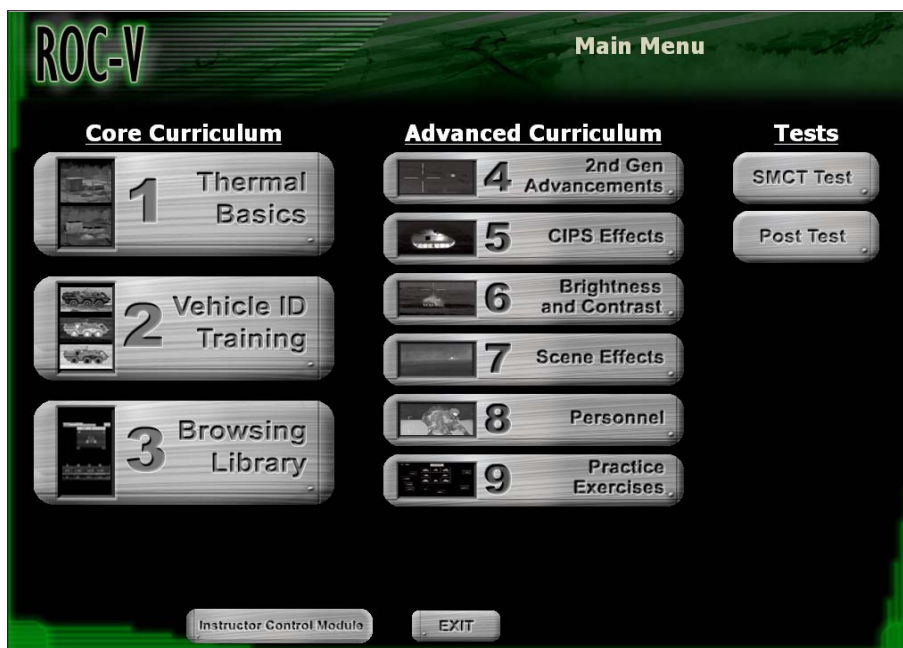 ROC-V
Main Menu
Core Curriculum
1
Thermal
Basics
2
Vehicle ID
Training
3
Browsing
Library
Advanced Curriculum
4
2nd Gen
Advancements
5
CIPS Effects
6
Brightness
and Contrast
7
Scene Effects
8
Personnel
9
Practice
Exercises
Tests
SMCT Test
Post Test
Instructor Control Module
EXIT